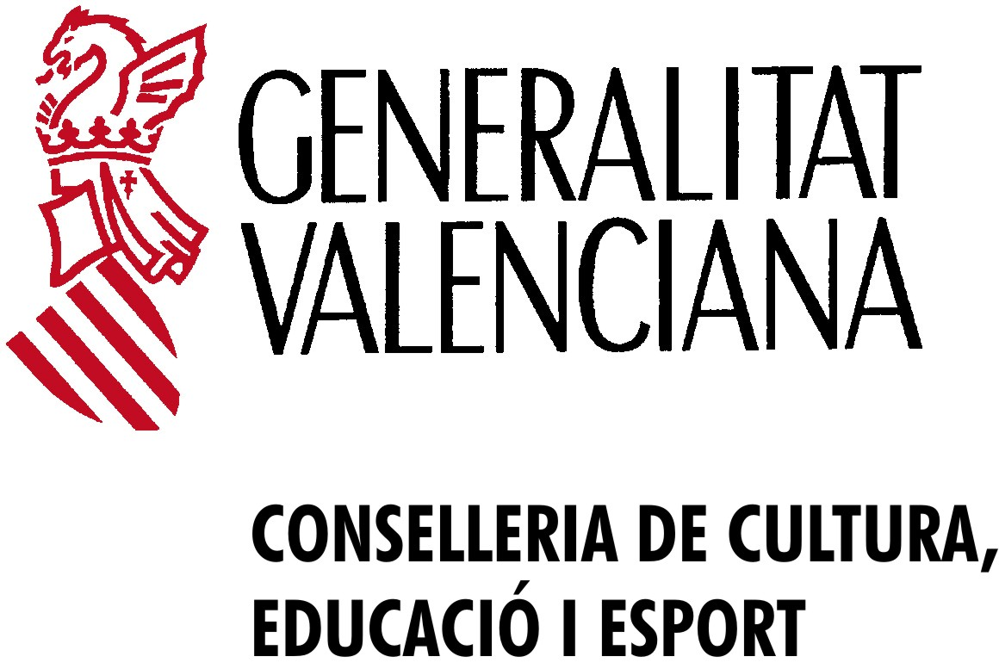 GENERALITAT
VALENCIANA
CONSELLERIA DE CULTURA,
EDUCACIÓ I ESPORT